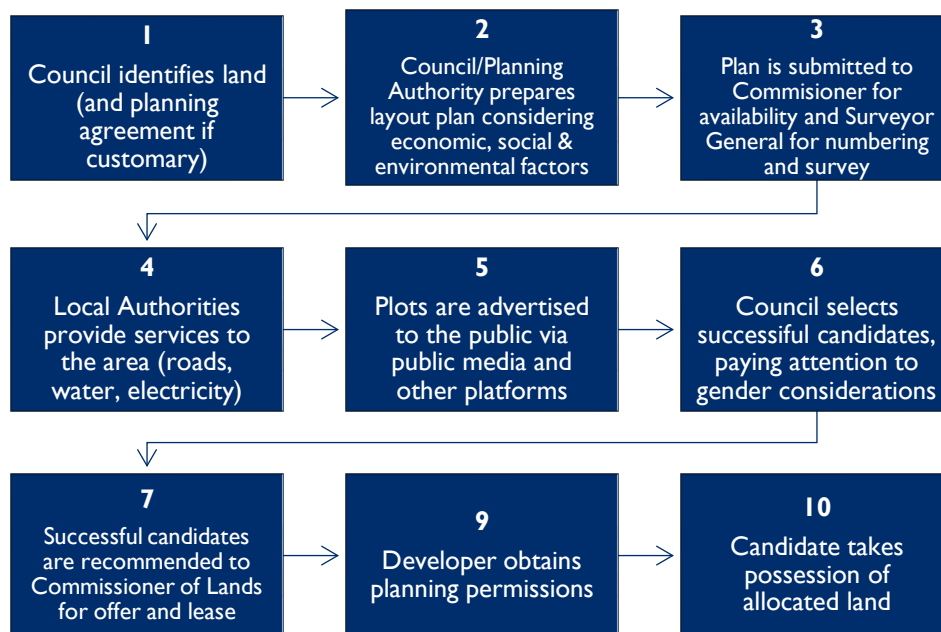 1
Council identifies land
(and planning
agreement if
customary)
2
Council/Planning
Authority prepares
layout plan considering
economic, social &
environmental factors
3
Plan is submitted to
Commisioner for
availability and Surveyor
General for numbering
and survey
4
Local Authorities
provide services to
the area (roads,
water, electricity)
5
Plots are advertised
to the public via
public media and
other platforms
6
Council selects
successful candidates,
paying attention to
gender considerations
7
Successful candidates
are recommended to
Commissioner of Lands
for offer and lease
9
Developer obtains
planning permissions
10
Candidate takes
possession of
allocated land